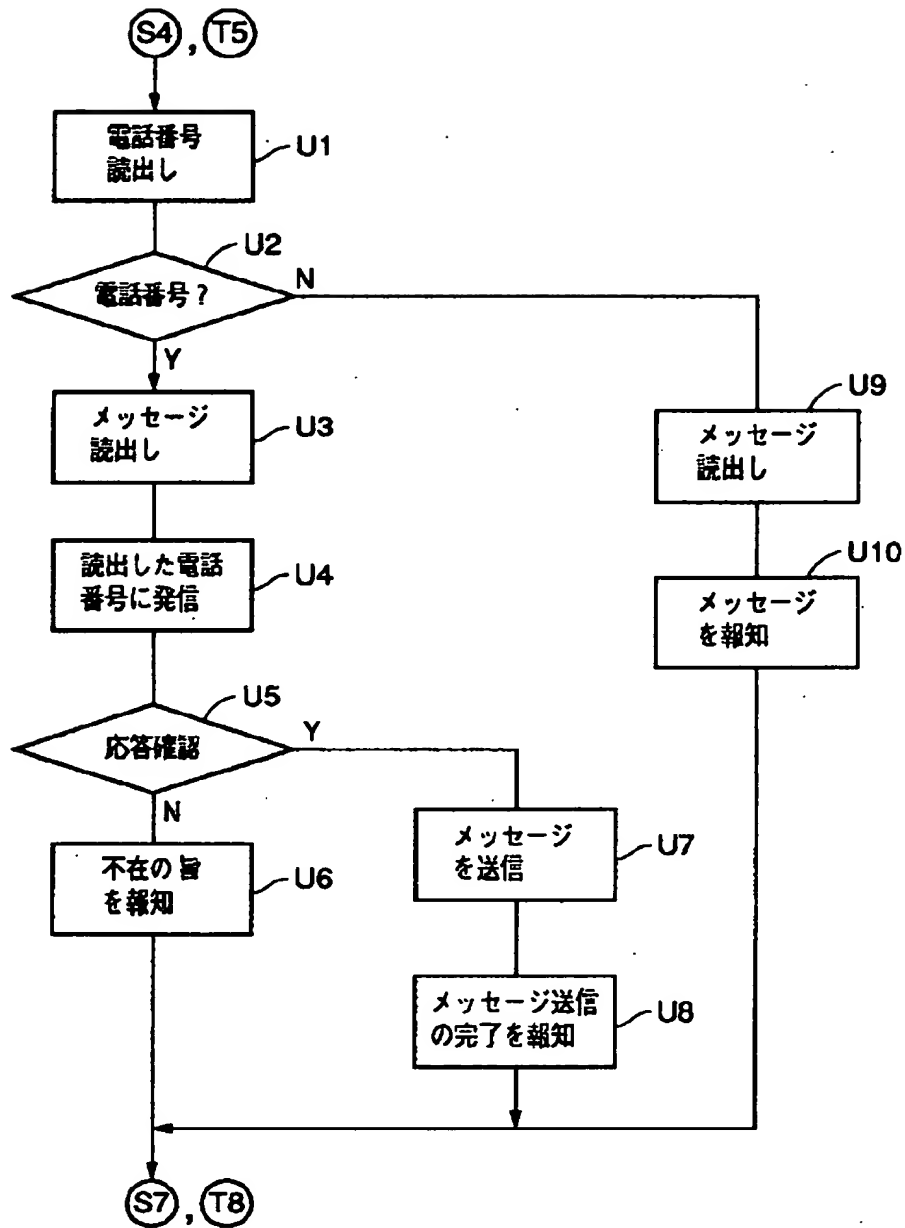 S4, T5
電話番号
読出し
U1
U2
電話番号?
N
Y
メッセージ
読出し
U3
U9
メッセージ
読出し
読出した電話
番号に発信
U4
U10
メッセージ
を報知
U5
応答確認
Y
N
不在の旨
を報知
U6
メッセージ
を送信
U7
メッセージ送信
の完了を報知
U8
S7, T8